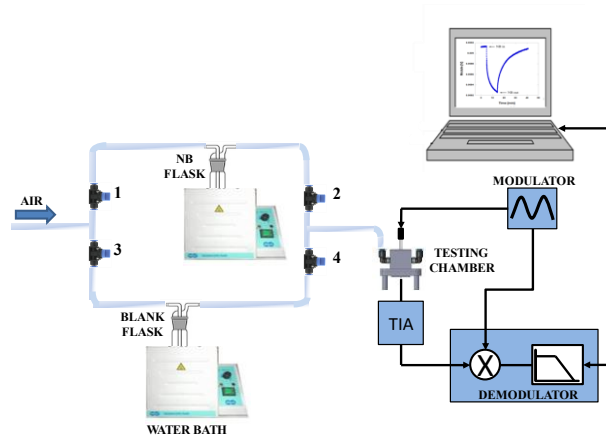 NB
FLASK
1
2
AIR
3
4
MODULATOR
TESTING
CHAMBER
TIA
BLANK
FLASK
X
DEMODULATOR
WATER BATH